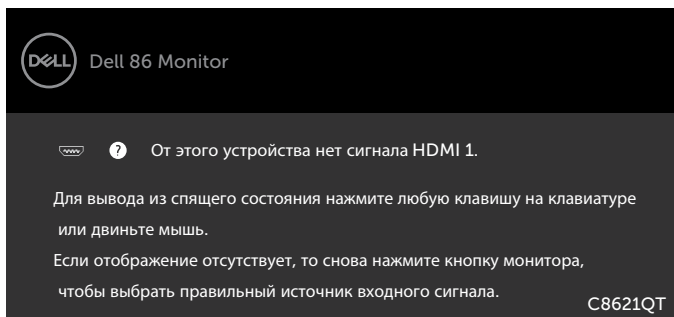 DELL
Dell 86 Monitor
? От этого устройства нет сигнала HDMI 1.
Для вывода из спящего состояния нажмите любую клавишу на клавиатуре
или двиньте мышь.
Если отображение отсутствует, то снова нажмите кнопку монитора,
чтобы выбрать правильный источник входного сигнала.
C8621QT